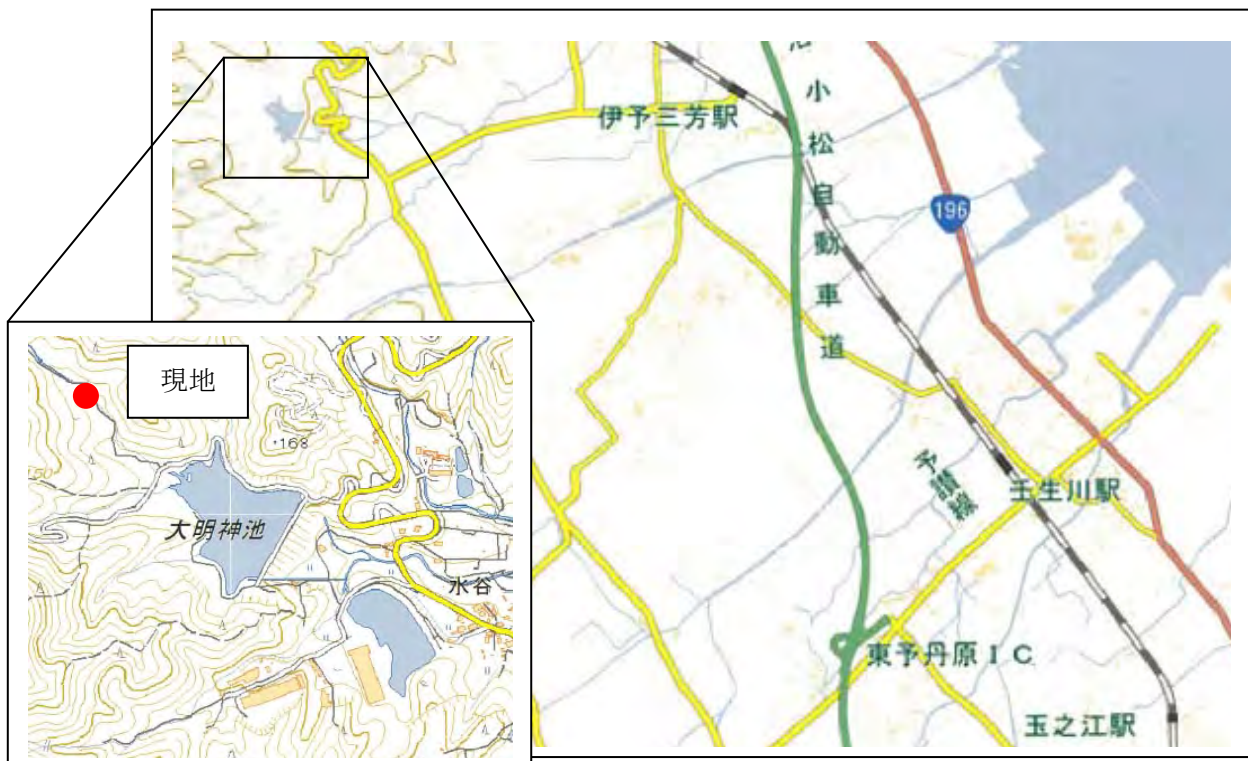 小松自動車道
伊予三芳駅
196
予讃線
壬生川駅
東予丹原IC
玉之江駅
現地
・168
大明神池
水谷